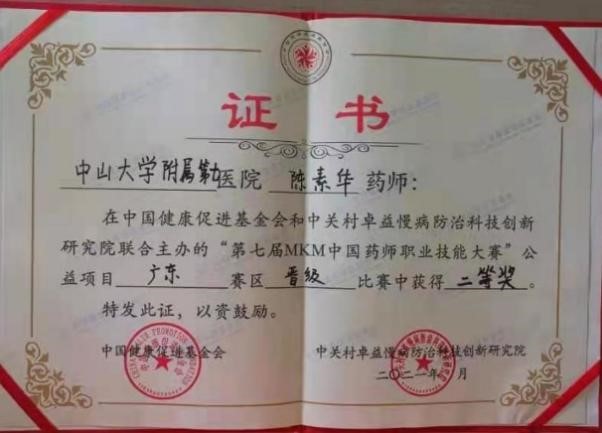 证书
中山大学附属第五医院 陈素华 药师：
在中国健康促进基金会和中关村卓益慢病防治科技创新
研究院联合主办的“第七届MKM中国药师职业技能大赛”公
益项目 广东 赛区 晋级 比赛中获得 二等奖。
特发此证，以资鼓励。
中国健康促进基金会 中关村卓益慢病防治科技创新研究院
二〇二一年 月